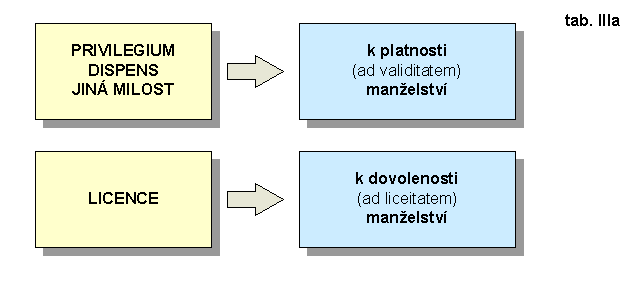 tab. IIIa
PRIVILEGIUM
DISPENS
JINÁ MILOST
k platnosti
(ad validitatem)
manželství
LICENCE
k dovolenosti
(ad liceitatem)
manželství